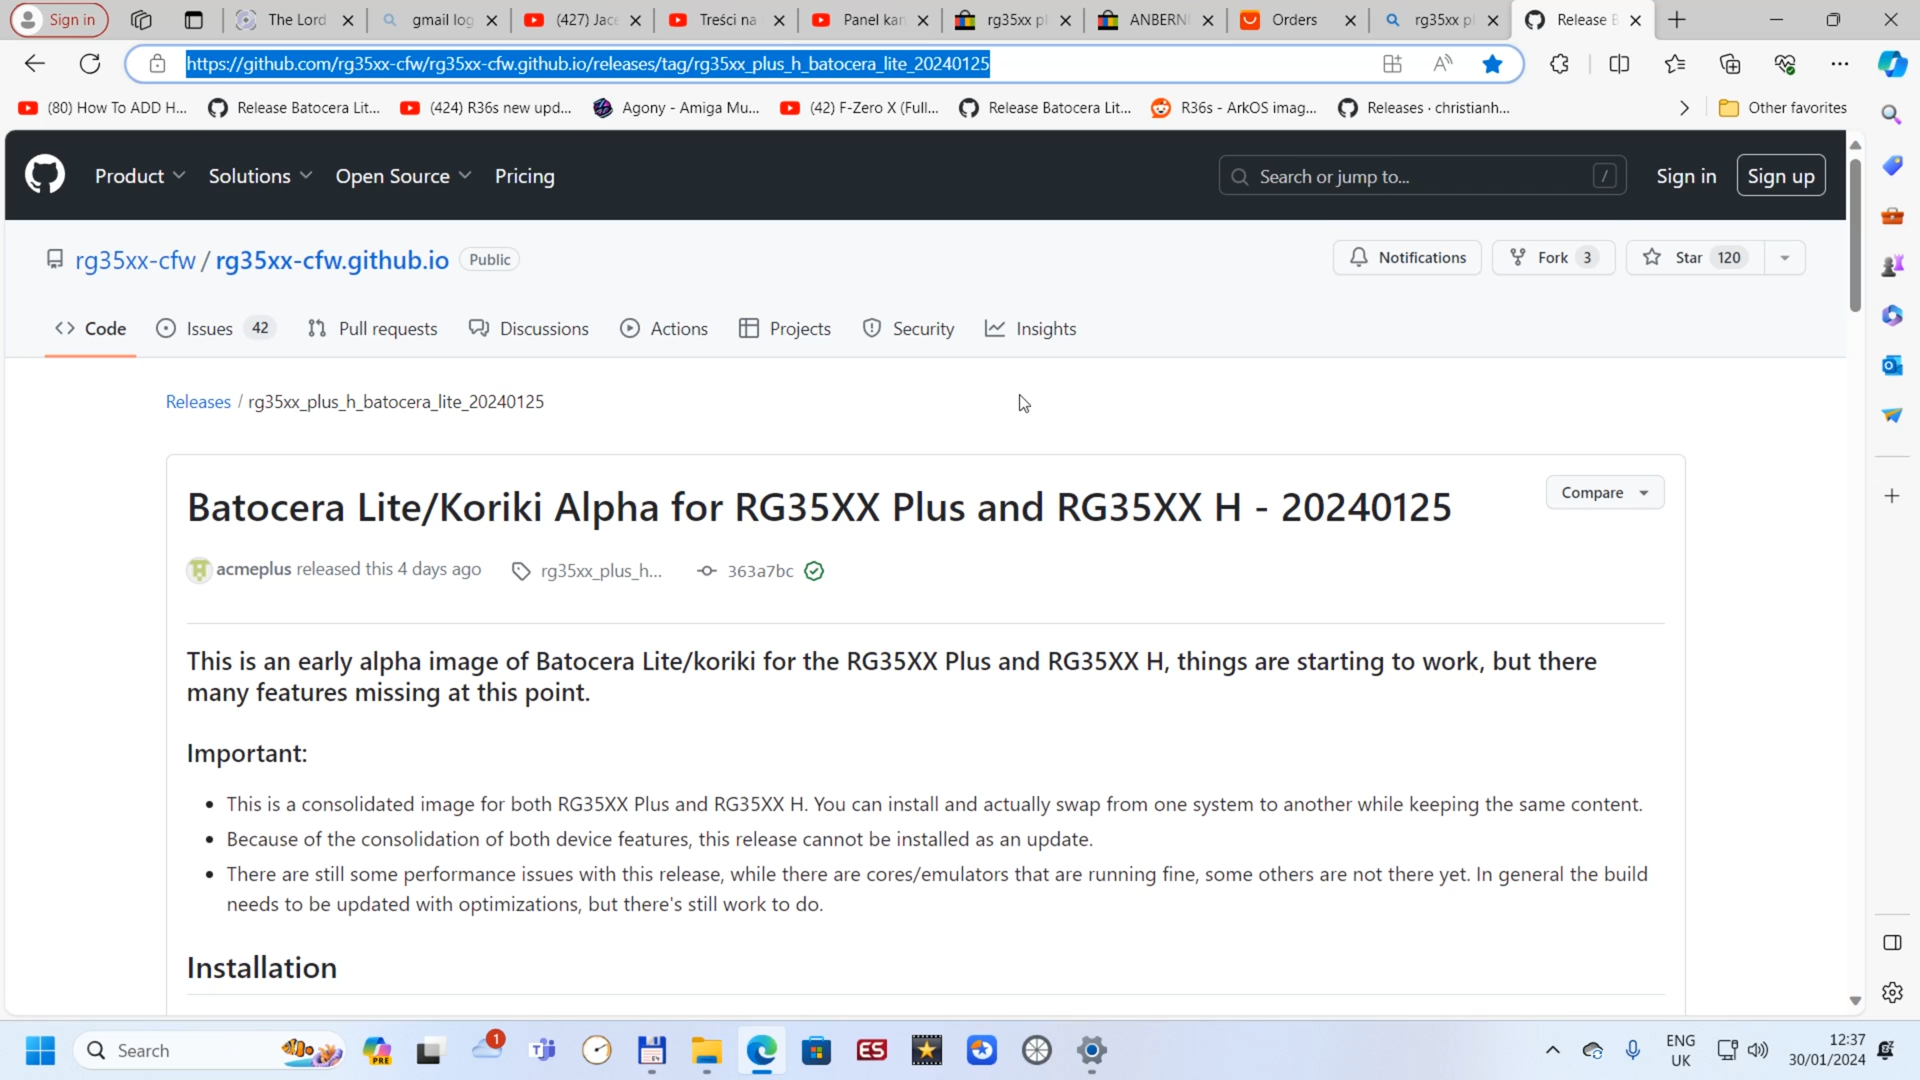 Sign in
The Lord
gmail log
(427) Jace
Treści na
Panel kan
rg35xx pl
ANBERNI
Orders
rg35xx pl
Release B
https://github.com/rg35xx-cfw/rg35xx-cfw.github.io/releases/tag/rg35xx_plus_h_batocera_lite_20240125
(80) How To ADD H...
Release Batocera Lit...
(424) R36s new upd...
Agony - Amiga Mu...
(42) F-Zero X (Full...
Release Batocera Lit...
R36s - ArkOS imag...
Releases · christianh...
Other favorites
Product
Solutions
Open Source
Pricing
Search or jump to...
/
Sign in
Sign up
rg35xx-cfw / rg35xx-cfw.github.io
Public
Notifications
Fork 3
Star 120
Code
Issues 42
Pull requests
Discussions
Actions
Projects
Security
Insights
Releases / rg35xx_plus_h_batocera_lite_20240125
Batocera Lite/Koriki Alpha for RG35XX Plus and RG35XX H - 20240125
Compare
acmeplus released this 4 days ago
rg35xx_plus_h...
363a7bc
This is an early alpha image of Batocera Lite/koriki for the RG35XX Plus and RG35XX H, things are starting to work, but there
many features missing at this point.
Important:
• This is a consolidated image for both RG35XX Plus and RG35XX H. You can install and actually swap from one system to another while keeping the same content.
• Because of the consolidation of both device features, this release cannot be installed as an update.
• There are still some performance issues with this release, while there are cores/emulators that are running fine, some others are not there yet. In general the build
needs to be updated with optimizations, but there's still work to do.
Installation
Search
PRE
1
ES
ENG
UK
12:37
30/01/2024